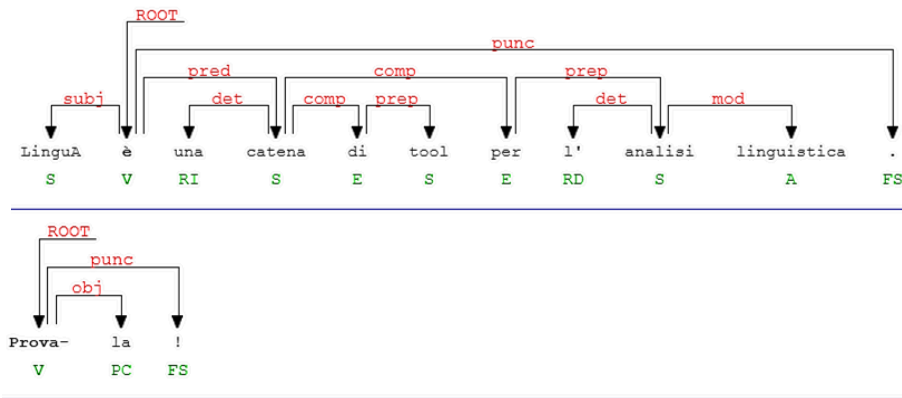 ROOT
punc
pred comp prep
subj det comp prep det mod
LinguA è una catena di tool per l' analisi linguistica .
S V RI S E S E RD S A FS
ROOT
punc
obj
Prova- la !
V PC FS